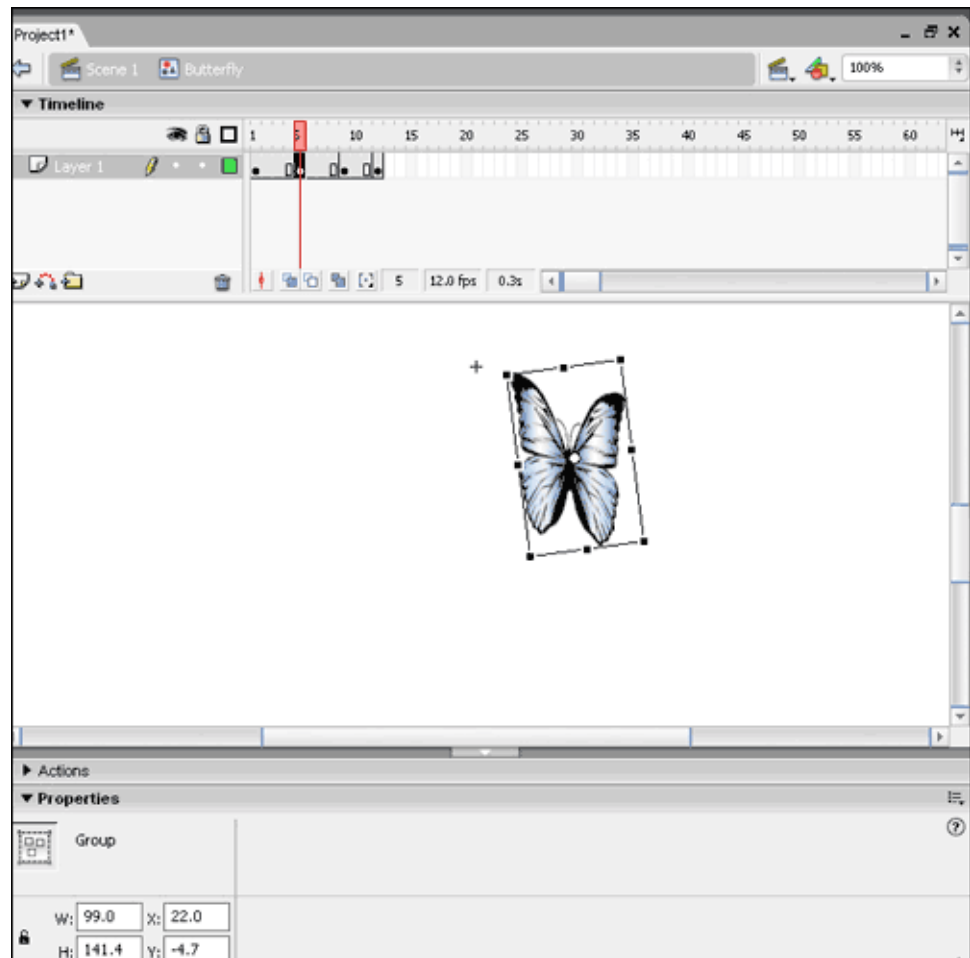 Project1*
Scene 1 Butterfly 100%
Timeline
1 5 10 15 20 25 30 35 40 45 50 55 60
Layer 1
5 12.0 fps 0.3s
Actions
Properties
Group
W: 99.0 X: 22.0
H: 141.4 Y: -4.7